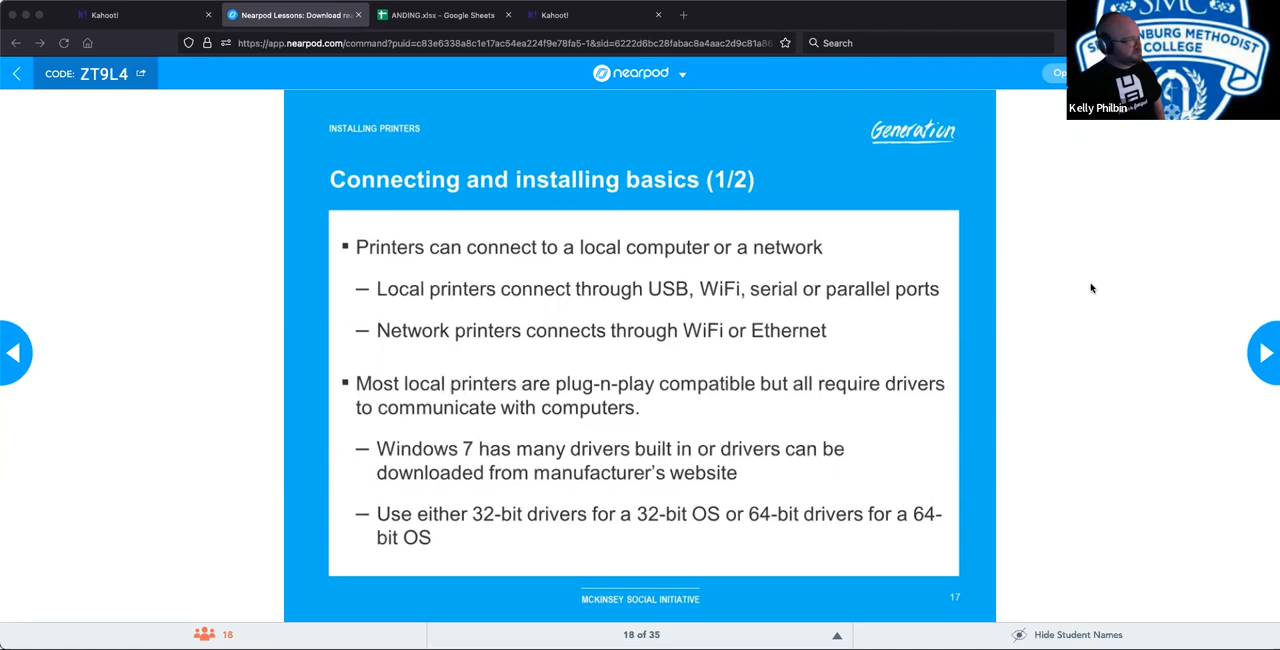 Kahoot!
Nearpod Lessons: Download re
ANDING.xlsx - Google Sheets
Kahoot!
https://app.nearpod.com/command?puid=c83e6338a8c1e17ac54ea224f9e78fa5-1&sid=6222d6bc28fabac8a4aac2d9c81a86
Search
CODE: ZT9L4
nearpod
Op
SMC
SPARTANBURG METHODIST
COLLEGE
Kelly Philbin
INSTALLING PRINTERS
Generation
Connecting and installing basics (1/2)
▪ Printers can connect to a local computer or a network
– Local printers connect through USB, WiFi, serial or parallel ports
– Network printers connects through WiFi or Ethernet
▪ Most local printers are plug-n-play compatible but all require drivers
to communicate with computers.
– Windows 7 has many drivers built in or drivers can be
downloaded from manufacturer's website
– Use either 32-bit drivers for a 32-bit OS or 64-bit drivers for a 64-
bit OS
MCKINSEY SOCIAL INITIATIVE
17
18
18 of 35
Hide Student Names